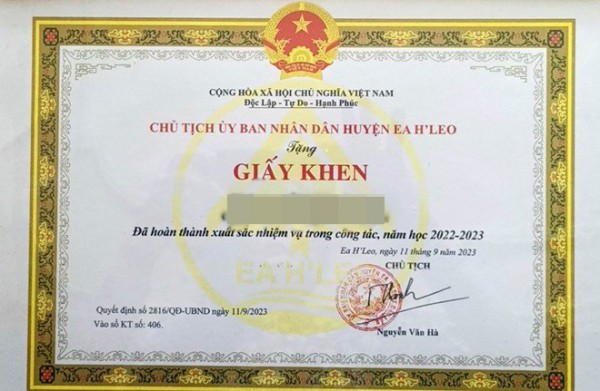 CỘNG HÒA XÃ HỘI CHỦ NGHĨA VIỆT NAM
Độc Lập - Tự Do - Hạnh Phúc
CHỦ TỊCH ỦY BAN NHÂN DÂN HUYỆN EA H'LEO
Tặng
GIẤY KHEN
Đã hoàn thành xuất sắc nhiệm vụ trong công tác, năm học 2022-2023
Ea H'Leo, ngày 11 tháng 9 năm 2023
CHỦ TỊCH
EA H'LEO
Quyết định số 2816/QĐ-UBND ngày 11/9/2023
Vào số KT số: 406.
Nguyễn Văn Hà